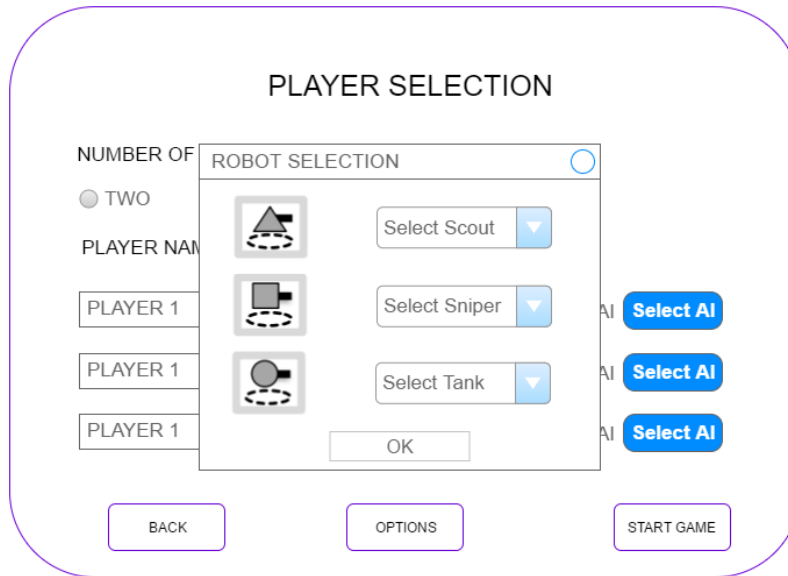 PLAYER SELECTION
NUMBER OF
ROBOT SELECTION
TWO
Select Scout
PLAYER NAM
Select Sniper
PLAYER 1
AI
Select AI
PLAYER 1
Select Tank
AI
Select AI
PLAYER 1
AI
Select AI
OK
BACK
OPTIONS
START GAME